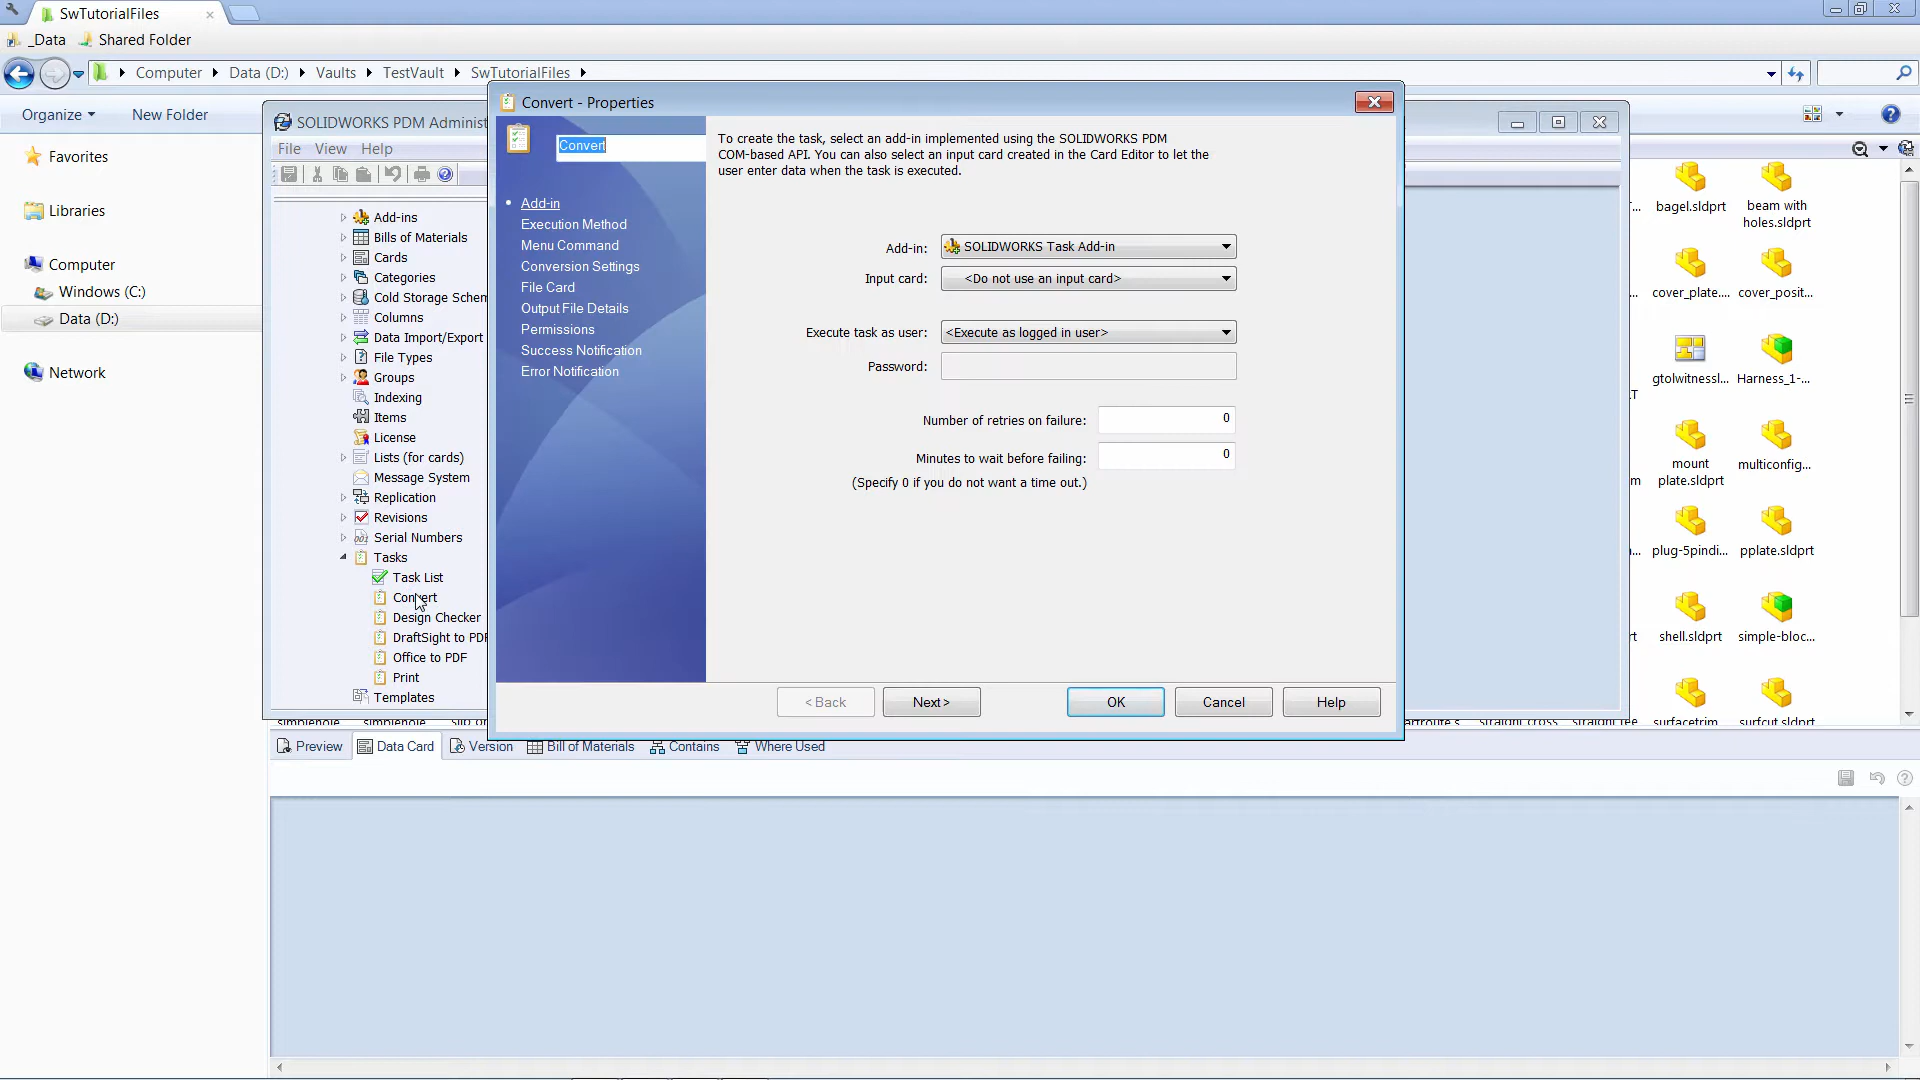 SwTutorialFiles
_Data
Shared Folder
Computer
Data (D:)
Vaults
TestVault
SwTutorialFiles
Organize
New Folder
Favorites
Libraries
Computer
Windows (C:)
Data (D:)
Network
SOLIDWORKS PDM Adminis
File
View
Help
Add-ins
Bills of Materials
Cards
Categories
Cold Storage Schem
Columns
Data Import/Export
File Types
Groups
Indexing
Items
License
Lists (for cards)
Message System
Replication
Revisions
Serial Numbers
Tasks
Task List
Convert
Design Checker
DraftSight to PDF
Office to PDF
Print
Templates
Convert - Properties
Convert
Add-in
Execution Method
Menu Command
Conversion Settings
File Card
Output File Details
Permissions
Success Notification
Error Notification
To create the task, select an add-in implemented using the SOLIDWORKS PDM
COM-based API. You can also select an input card created in the Card Editor to let the
user enter data when the task is executed.
Add-in:
SOLIDWORKS Task Add-in
Input card:
<Do not use an input card>
Execute task as user:
<Execute as logged in user>
Password:
Number of retries on failure:
0
Minutes to wait before failing:
0
(Specify 0 if you do not want a time out.)
< Back
Next>
OK
Cancel
Help
bagel.sldprt
beam with
holes.sldprt
cover_plate....
cover_posit...
gtolwitnessl...
Harness_1-...
mount
plate.sldprt
multiconfig...
plug-5pindi...
pplate.sldprt
shell.sldprt
simple-bloc...
surfacetrim
surfcut.sldprt
Preview
Data Card
Version
Bill of Materials
Contains
Where Used